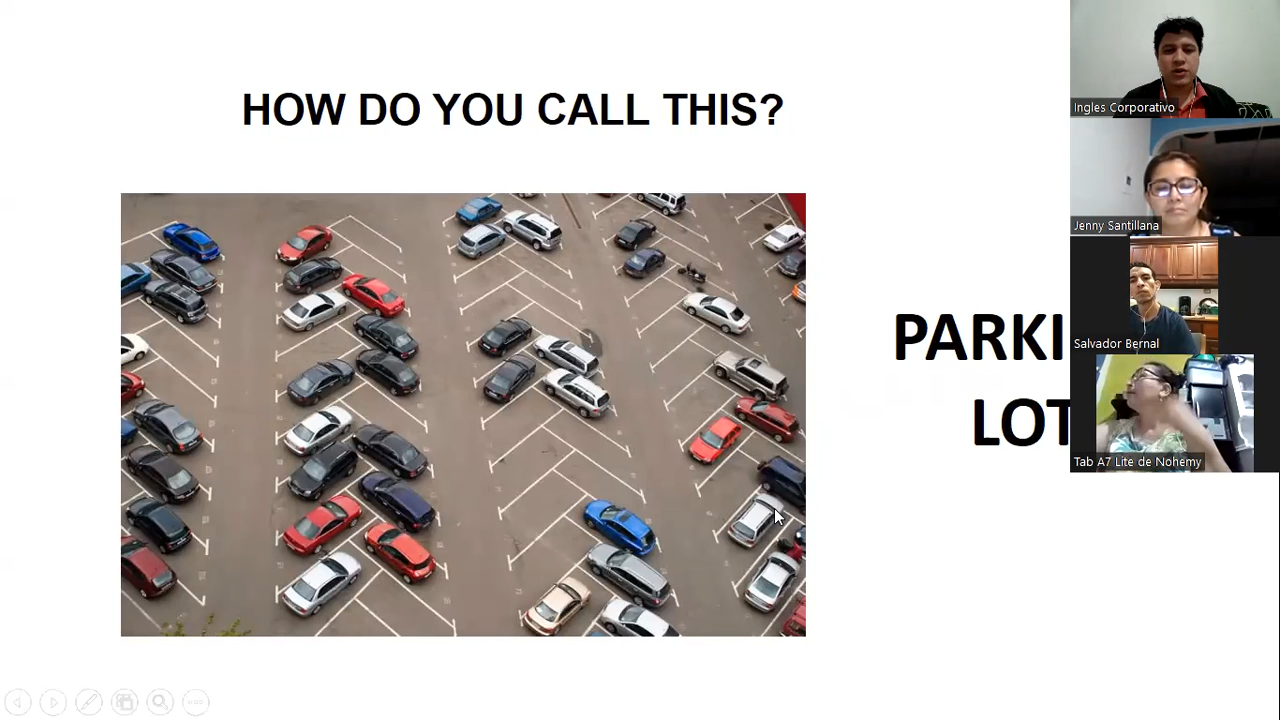 HOW DO YOU CALL THIS?
Ingles Corporativo
Jenny Santillana
PARKI
Salvador Bernal
LOT
Tab A7 Lite de Nohemy